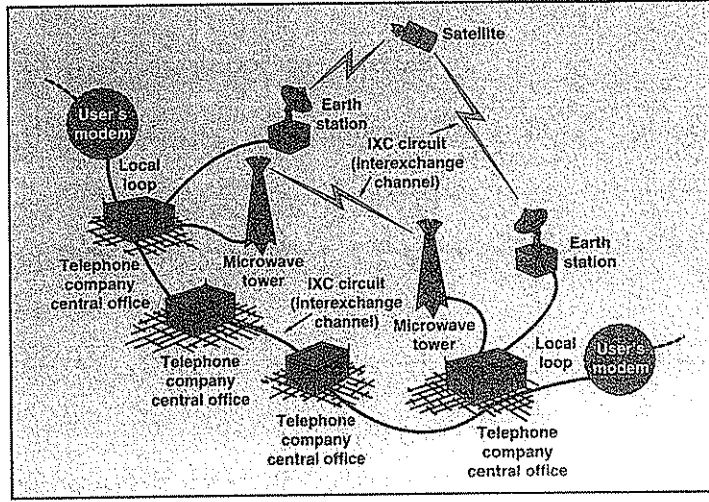 Satellite
Earth
station
User's
modem
IXC circuit
(interexchange
channel)
Local
loop
Earth
station
Microwave
tower
Telephone
company
central office
IXC circuit
(interexchange
channel)
Microwave
tower
Telephone
company
central office
Local
loop
User's
modem
Telephone
company
central office
Telephone
company
central office